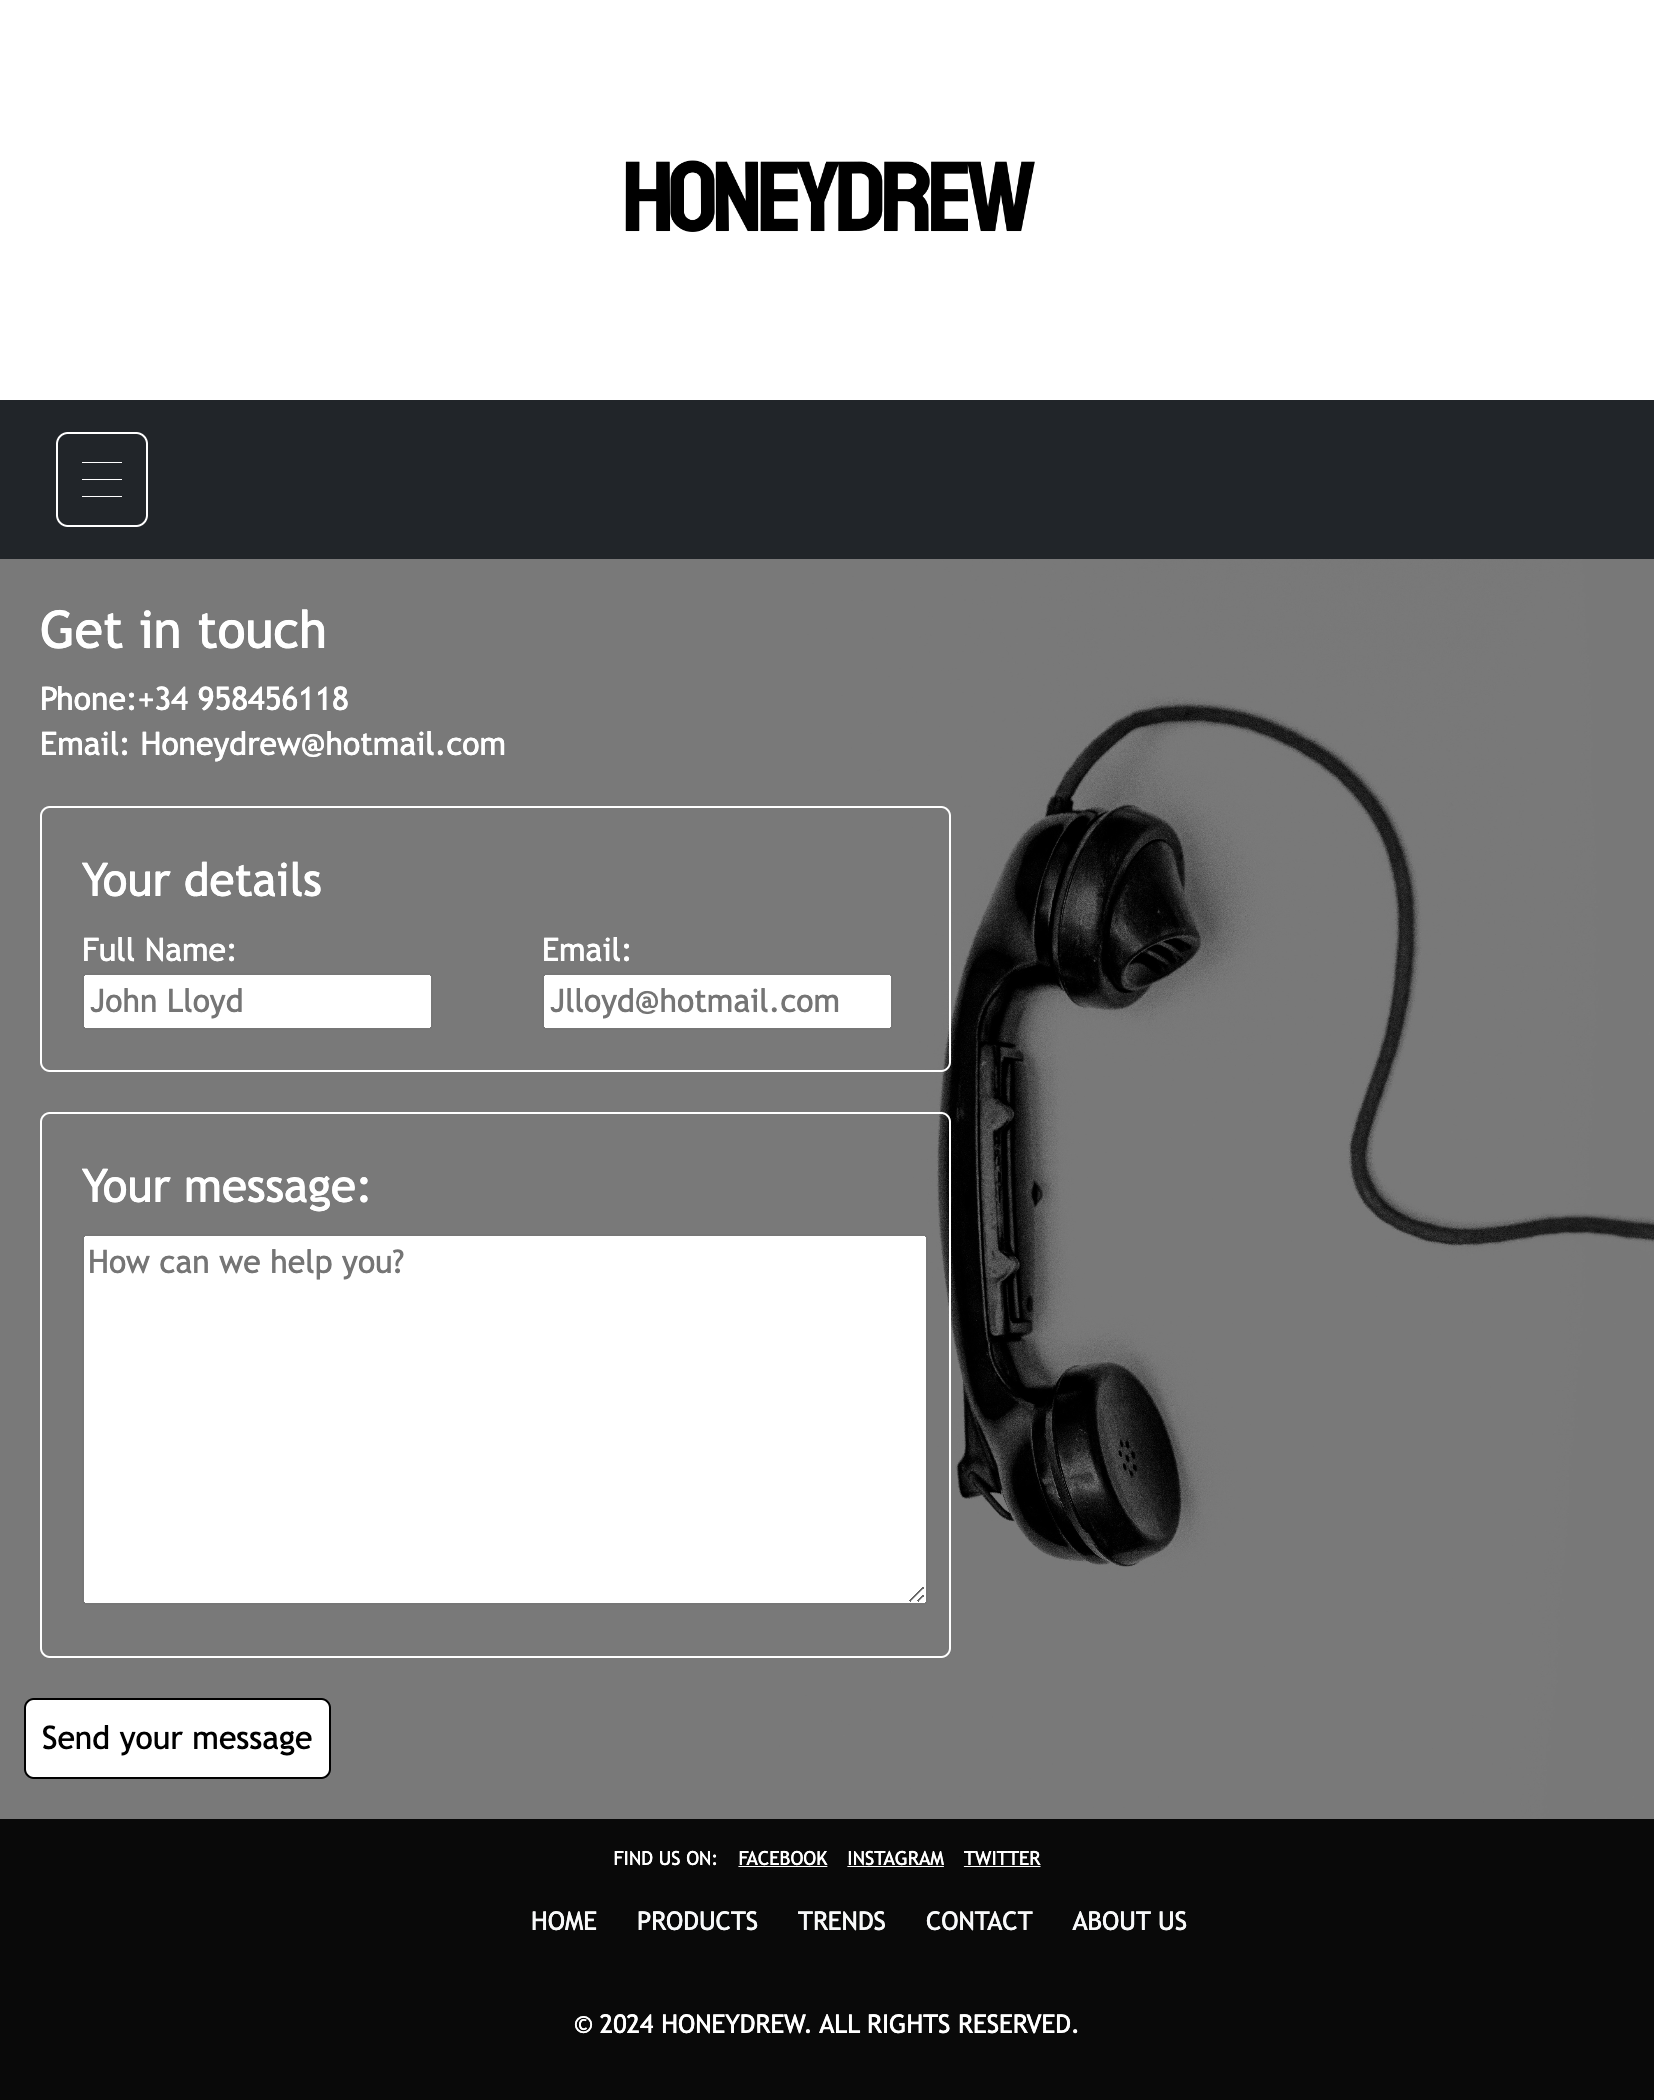 HONEYDREW
Get in touch
Phone:+34 958456118
Email: Honeydrew@hotmail.com
Your details
Full Name: Email:
John Lloyd Jlloyd@hotmail.com
Your message:
How can we help you?
Send your message
FIND US ON: FACEBOOK INSTAGRAM TWITTER
HOME PRODUCTS TRENDS CONTACT ABOUT US
© 2024 HONEYDREW. ALL RIGHTS RESERVED.